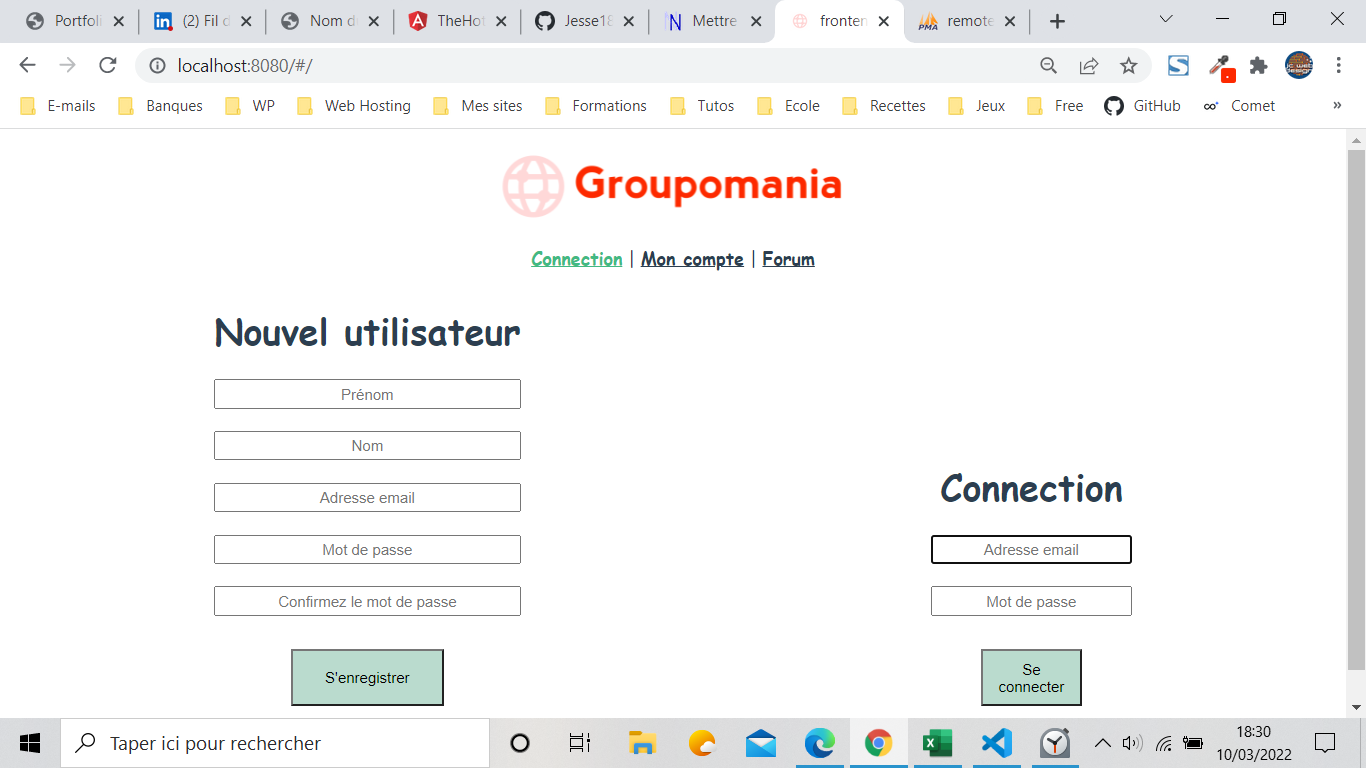 Portfoli
(2) Fil d
Nom d
TheHot
Jesse18
Mettre
fronten
PMA
remote
localhost:8080/#/
E-mails
Banques
WP
Web Hosting
Mes sites
Formations
Tutos
Ecole
Recettes
Jeux
Free
GitHub
Comet
»
Groupomania
Connection | Mon compte | Forum
Nouvel utilisateur
Prénom
Nom
Adresse email
Mot de passe
Confirmez le mot de passe
S'enregistrer
Connection
Adresse email
Mot de passe
Se
connecter
Taper ici pour rechercher
18:30
10/03/2022